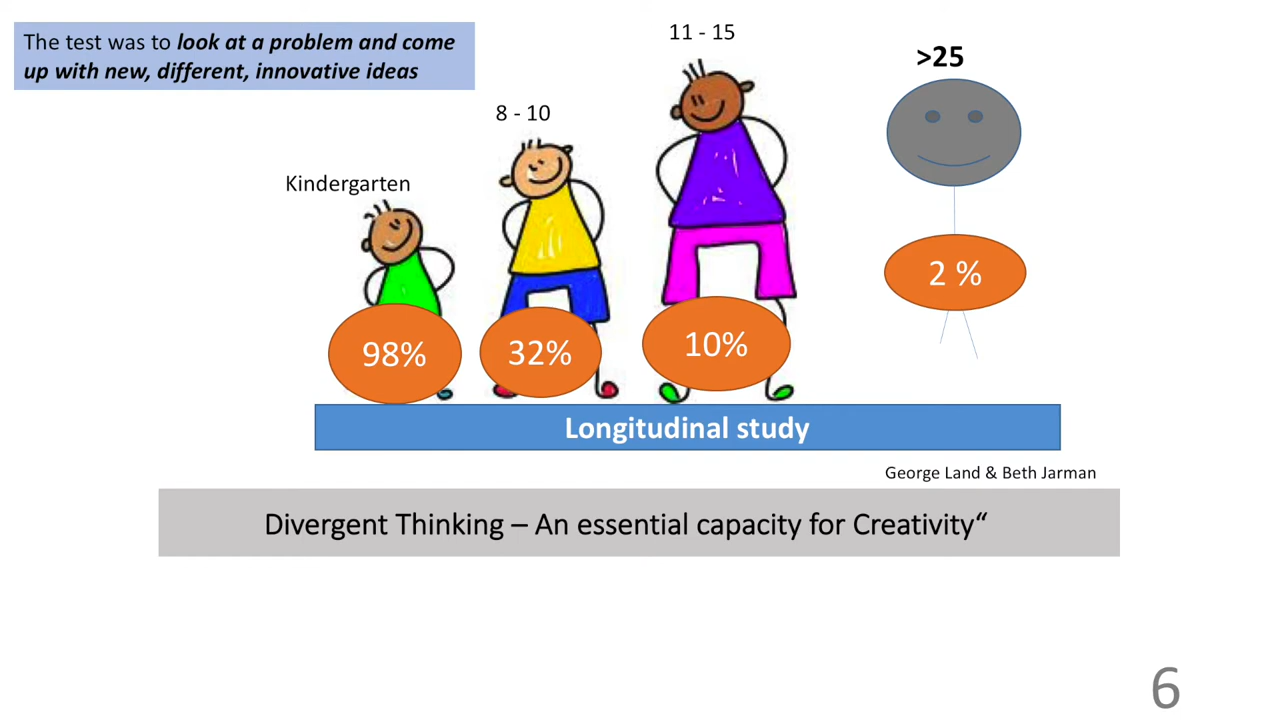 The test was to look at a problem and come
up with new, different, innovative ideas
11 - 15
>25
8 - 10
Kindergarten
98%
32%
10%
2 %
Longitudinal study
George Land & Beth Jarman
Divergent Thinking – An essential capacity for Creativity“
6